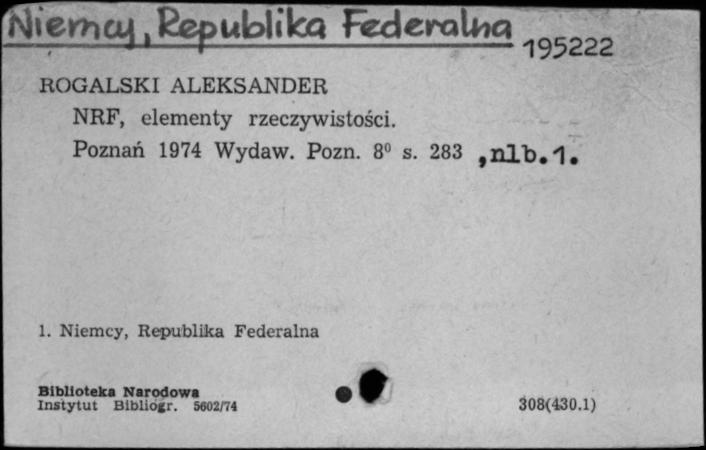 Niemcy, Republika Federalna
195222
ROGALSKI ALEKSANDER
NRF, elementy rzeczywistości.
Poznań 1974 Wydaw. Pozn. 8⁰ s. 283 ,nlb.1.
1. Niemcy, Republika Federalna
Biblioteka Narodowa
Instytut Bibliogr. 5602/74
308(430.1)